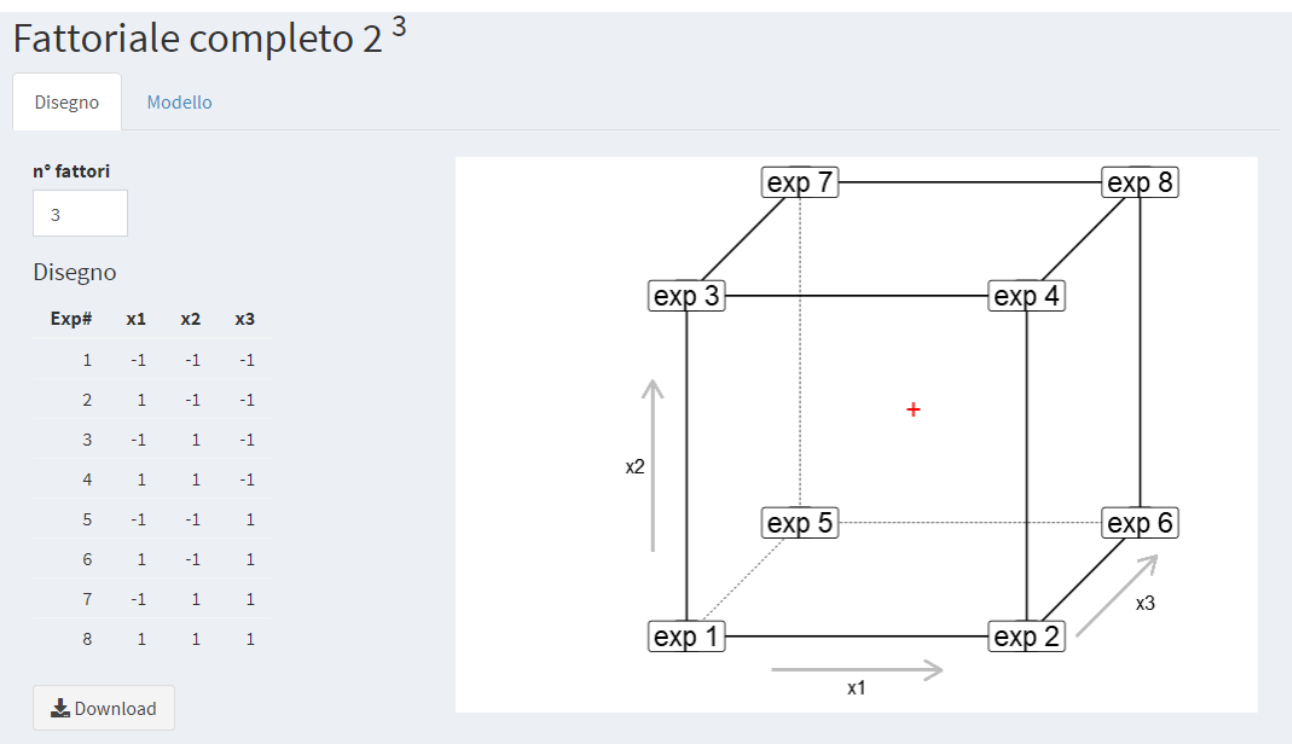 Fattoriale completo 2 3
Disegno Modello
n° fattori
3
Disegno
Exp# x1 x2 x3
1 -1 -1 -1
2 1 -1 -1
3 -1 1 -1
4 1 1 -1
5 -1 -1 1
6 1 -1 1
7 -1 1 1
8 1 1 1
Download
exp 7 exp 8
exp 3 exp 4
x2
exp 5 exp 6
x3
exp 1 exp 2
x1